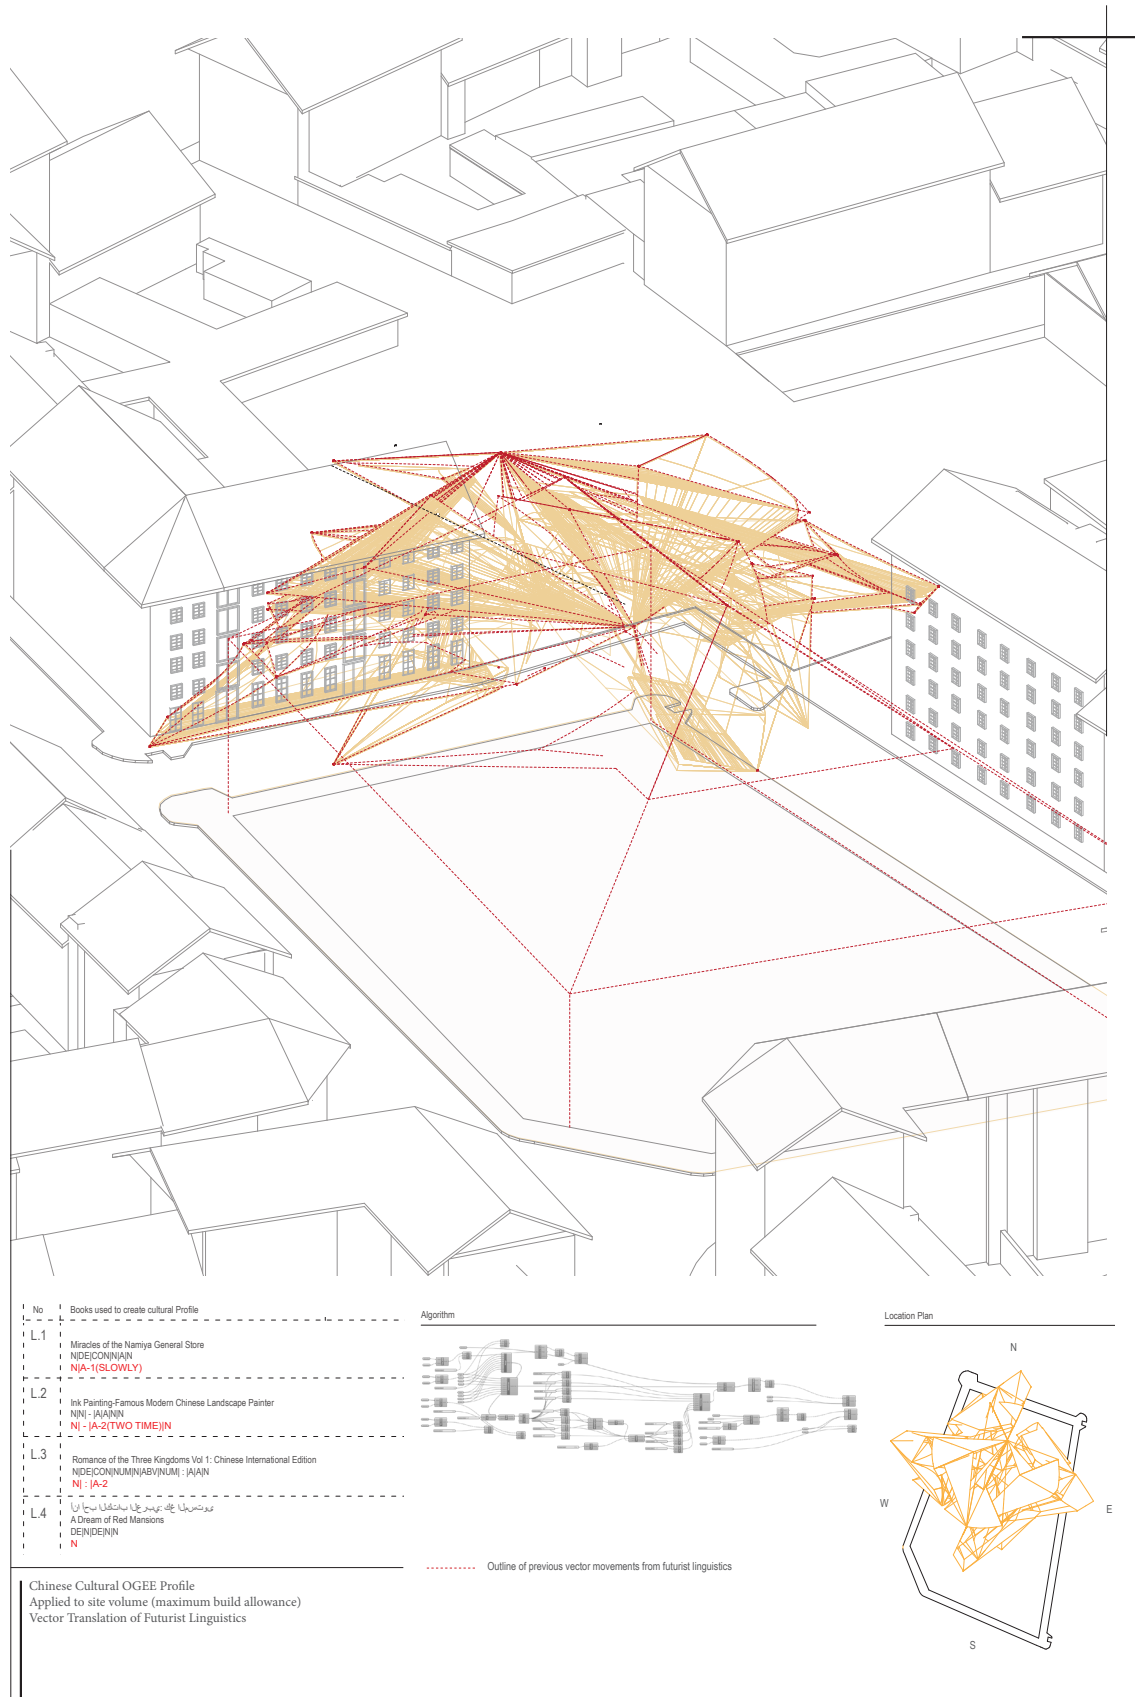 No Books used to create cultural Profile
L.1
Miracles of the Namiya General Store
N|DE|CON|N|A|N
N|A-1(SLOWLY)
L.2
Ink Painting-Famous Modern Chinese Landscape Painter
N|N| - |A|A|N|N
N| - |A-2(TWO TIME)|N
L.3
Romance of the Three Kingdoms Vol 1: Chinese International Edition
N|DE|CON|NUM|N|ABV|NUM| : |A|A|N
N| : |A-2
L.4
A Dream of Red Mansions
DE|N|DE|N|N
N
Algorithm
Outline of previous vector movements from futurist linguistics
Location Plan
N
W
E
S
Chinese Cultural OGEE Profile
Applied to site volume (maximum build allowance)
Vector Translation of Futurist Linguistics